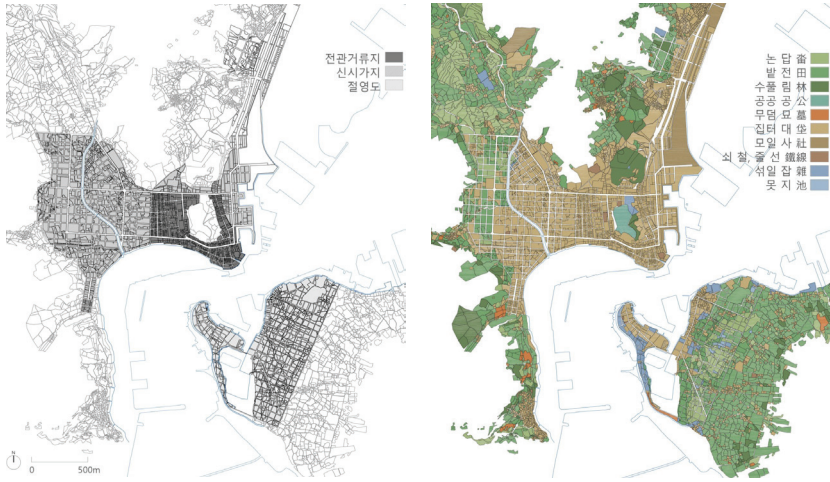 전관거류지
신시가지
절영도
N
0 500m
논 답 畓
밭 전 田
수풀 림 林
공공 공 公
무덤 묘 墓
집터 대 垈
모일 사 社
쇠 철, 줄 선 鐵線
섞일 잡 雜
못 지 池